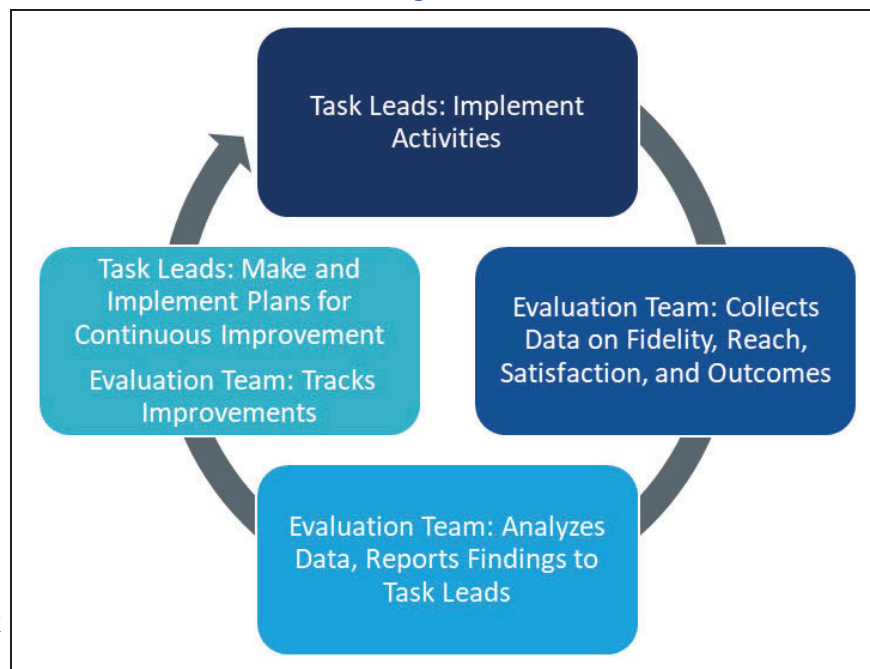 Task Leads: Implement
Activities
Evaluation Team: Collects
Data on Fidelity, Reach,
Satisfaction, and Outcomes
Evaluation Team: Analyzes
Data, Reports Findings to
Task Leads
Task Leads: Make and
Implement Plans for
Continuous Improvement
Evaluation Team: Tracks
Improvements